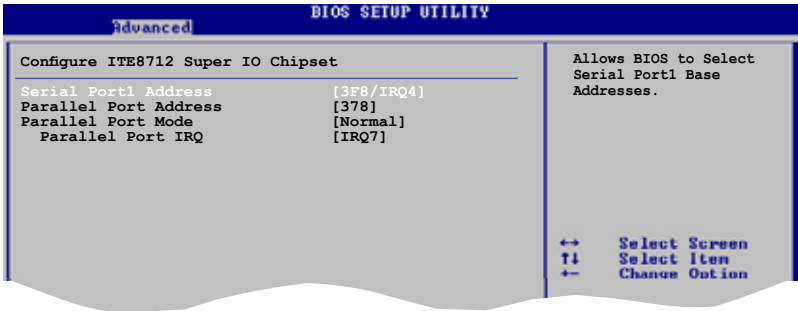 BIOS SETUP UTILITY
Advanced
Configure ITE8712 Super IO Chipset
Serial Port1 Address [3F8/IRQ4]
Parallel Port Address [378]
Parallel Port Mode [Normal]
Parallel Port IRQ [IRQ7]
Allows BIOS to Select
Serial Port1 Base
Addresses.
←→ Select Screen
↑↓ Select Item
+- Change Option